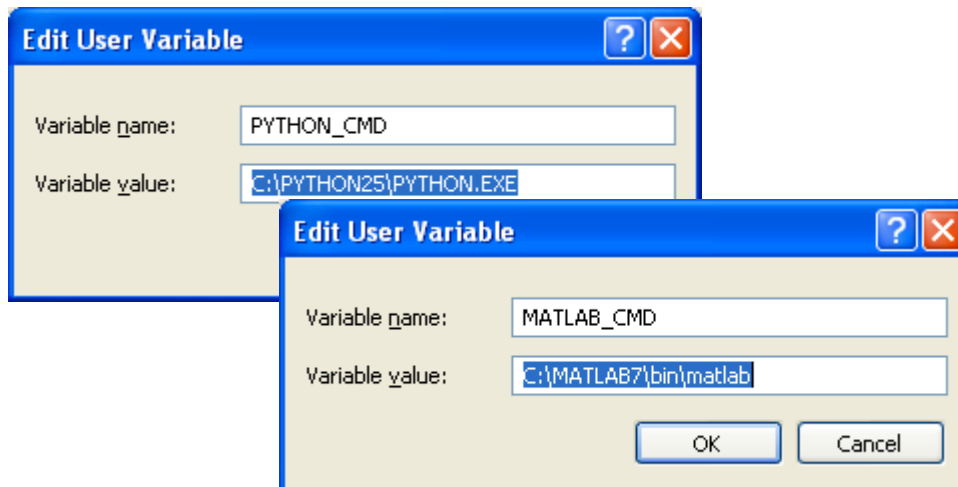 Edit User Variable
Variable name: PYTHON_CMD
Variable value: C:\PYTHON25\PYTHON.EXE
Edit User Variable
Variable name: MATLAB_CMD
Variable value: C:\MATLAB7\bin\matlab
OK Cancel